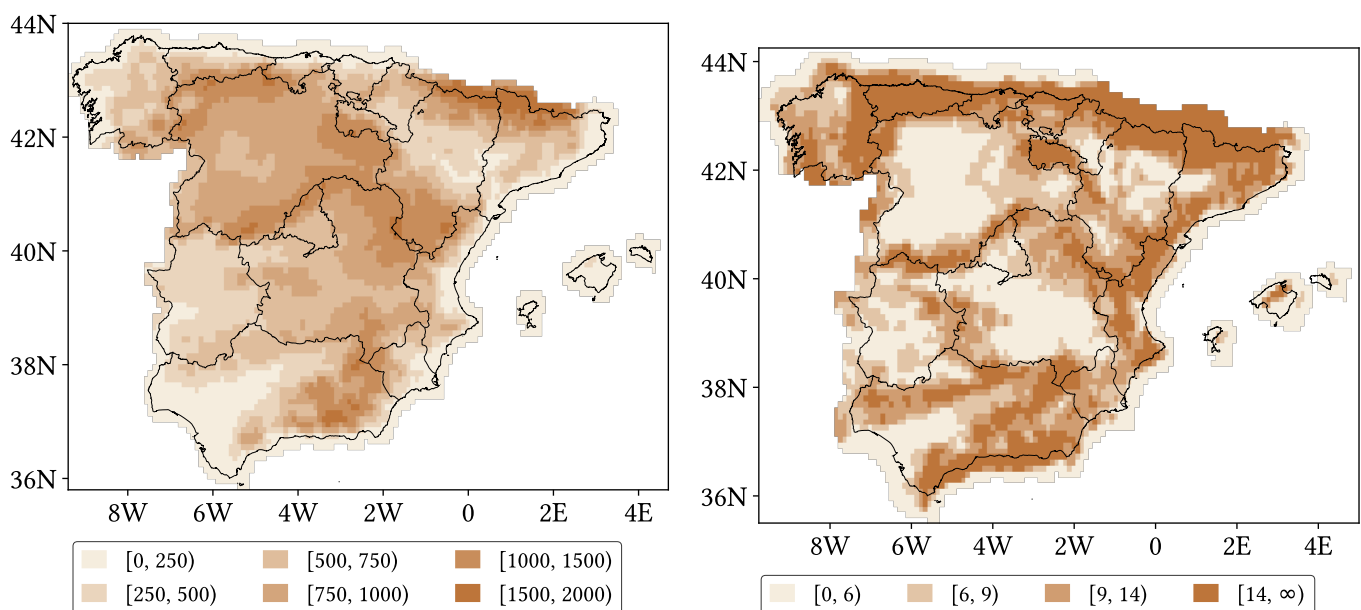 44N
42N
40N
38N
36N
8W 6W 4W 2W 0 2E 4E
[0, 250) [500, 750) [1000, 1500)
[250, 500) [750, 1000) [1500, 2000)
44N
42N
40N
38N
36N
8W 6W 4W 2W 0 2E 4E
[0, 6) [6, 9) [9, 14) [14, ∞)